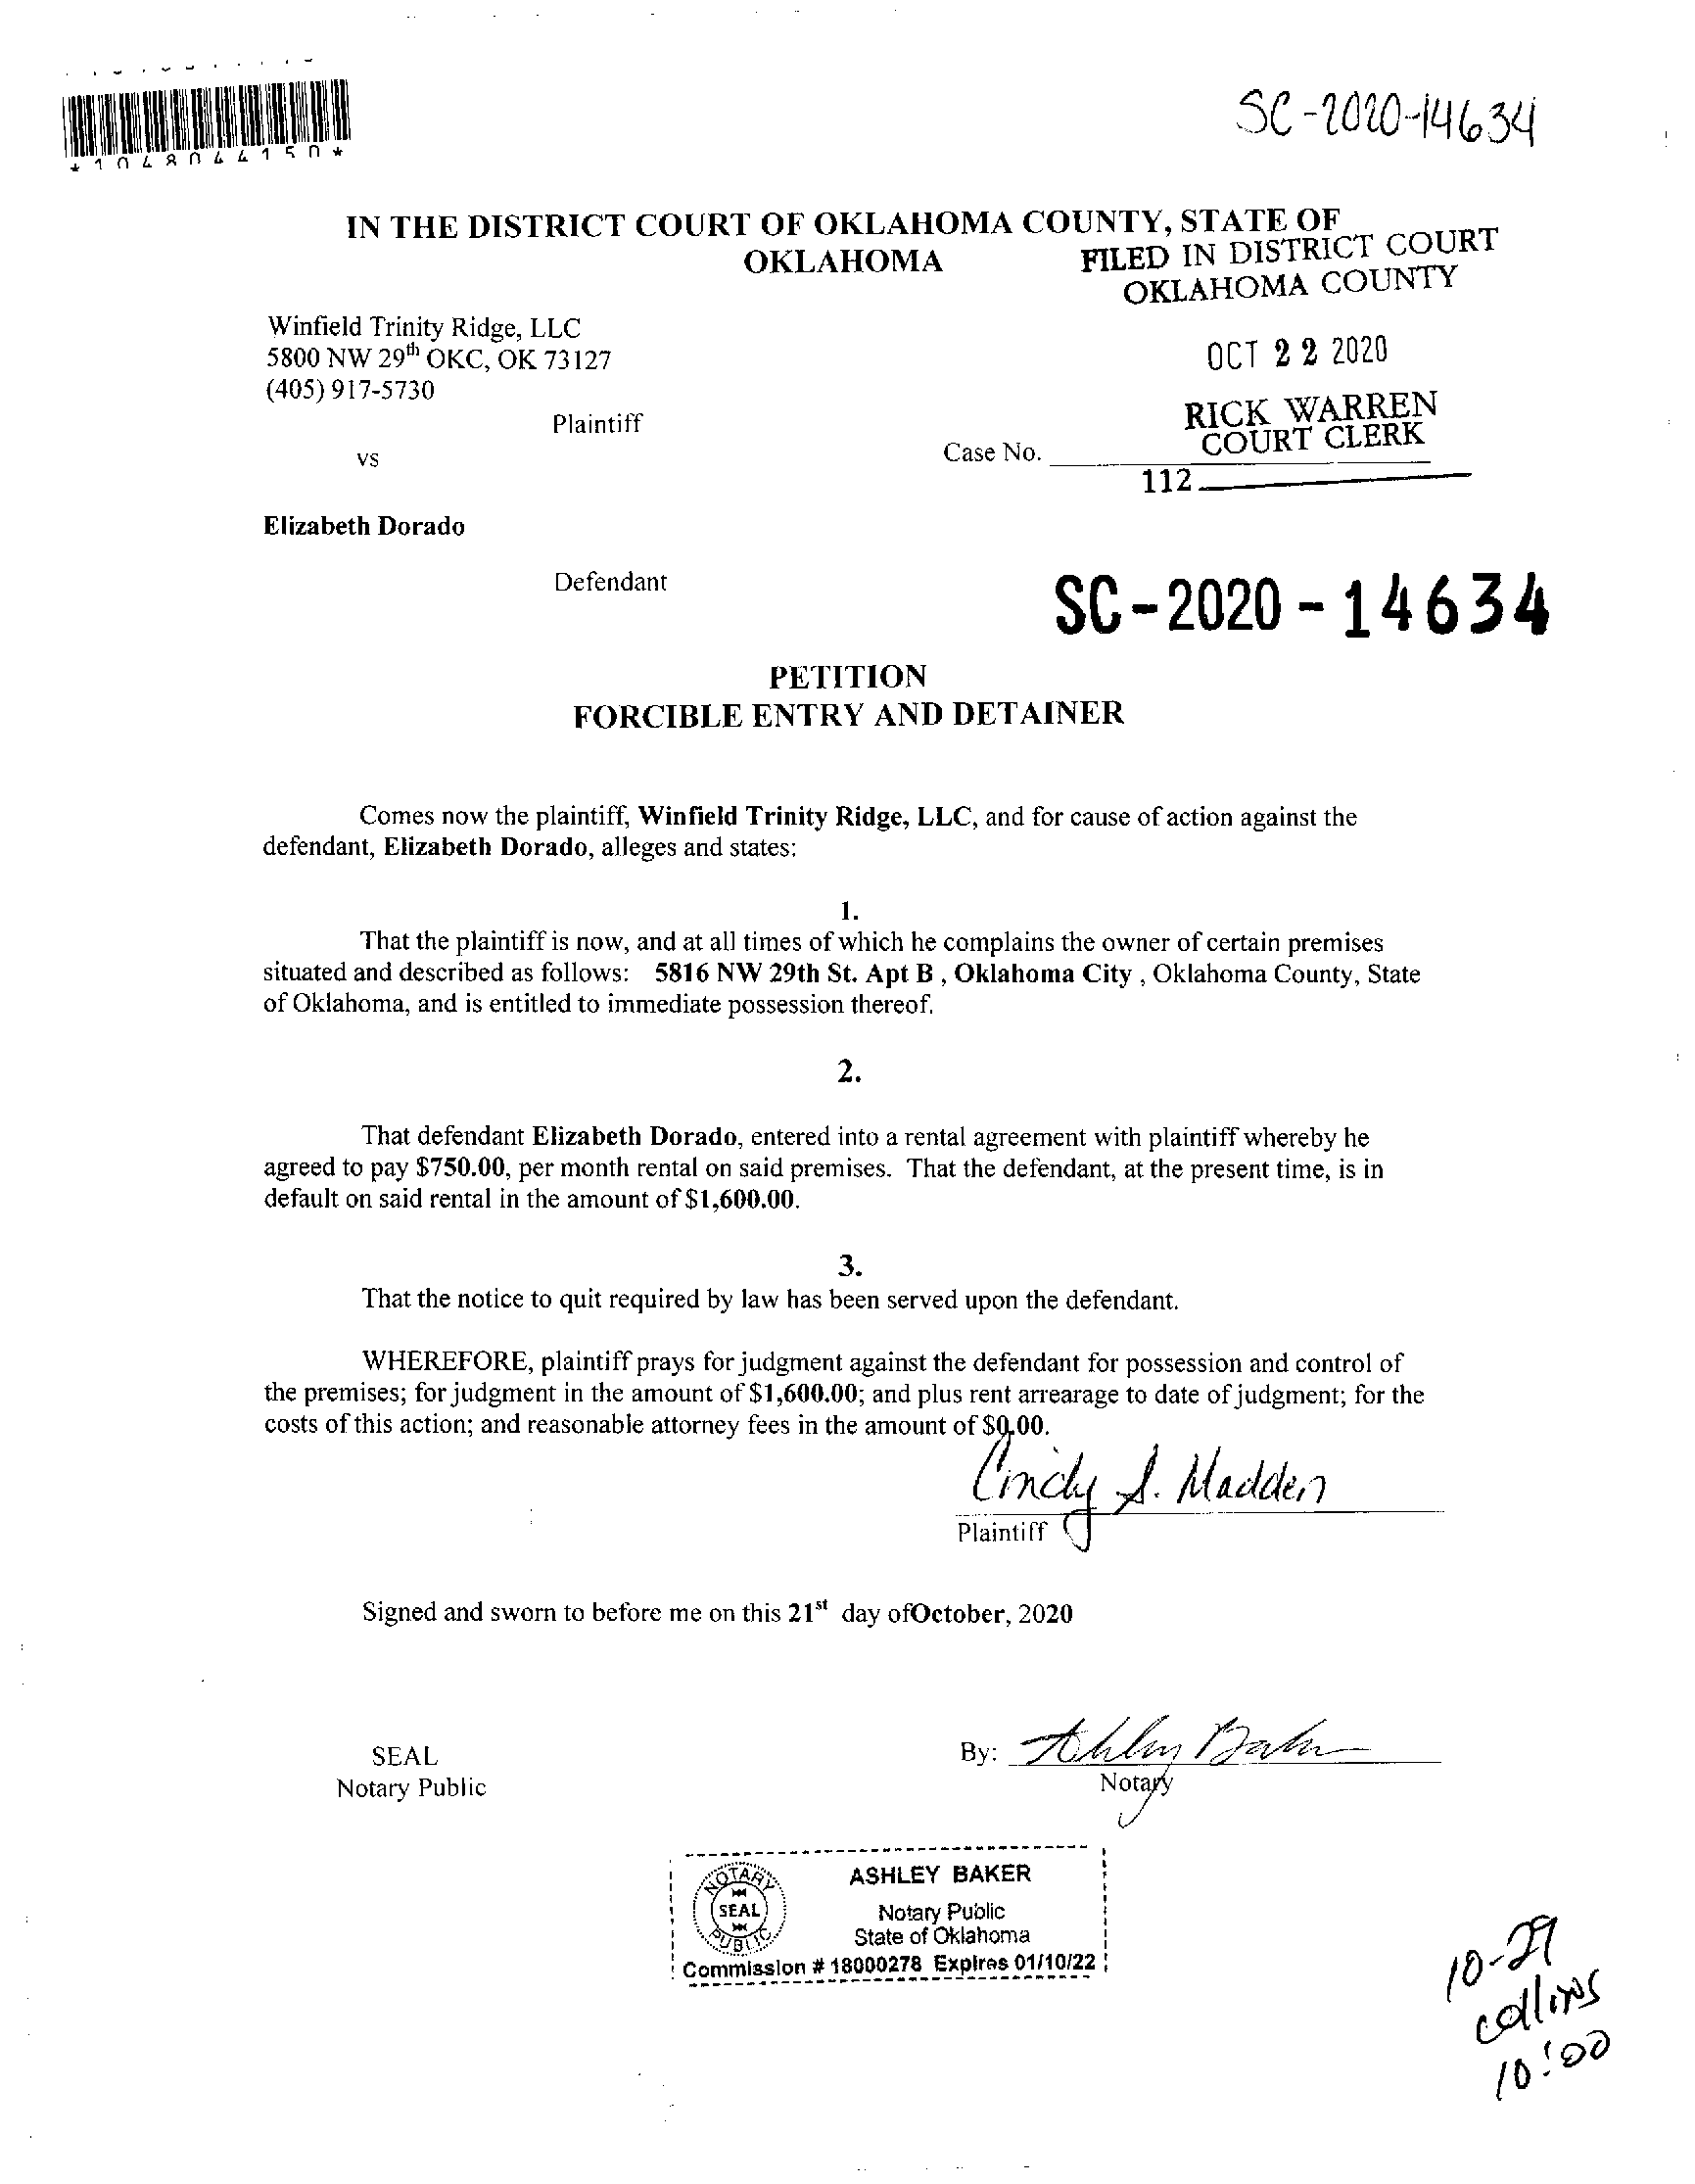 SC-2020-14634
*1048044150*
IN THE DISTRICT COURT OF OKLAHOMA COUNTY, STATE OF
OKLAHOMA
FILED IN DISTRICT COURT
OKLAHOMA COUNTY
Winfield Trinity Ridge, LLC
5800 NW 29th OKC, OK 73127
(405) 917-5730
OCT 22 2020
Plaintiff
RICK WARREN
COURT CLERK
vs
Case No.
112
Elizabeth Dorado
Defendant
SC-2020-14634
PETITION
FORCIBLE ENTRY AND DETAINER
Comes now the plaintiff, Winfield Trinity Ridge, LLC, and for cause of action against the
defendant, Elizabeth Dorado, alleges and states:
1.
That the plaintiff is now, and at all times of which he complains the owner of certain premises
situated and described as follows: 5816 NW 29th St. Apt B , Oklahoma City , Oklahoma County, State
of Oklahoma, and is entitled to immediate possession thereof.
2.
That defendant Elizabeth Dorado, entered into a rental agreement with plaintiff whereby he
agreed to pay $750.00, per month rental on said premises. That the defendant, at the present time, is in
default on said rental in the amount of $1,600.00.
3.
That the notice to quit required by law has been served upon the defendant.
WHEREFORE, plaintiff prays for judgment against the defendant for possession and control of
the premises; for judgment in the amount of $1,600.00; and plus rent arrearage to date of judgment; for the
costs of this action; and reasonable attorney fees in the amount of $0.00.
Cindy S. Madden
Plaintiff
Signed and sworn to before me on this 21st day ofOctober, 2020
SEAL
Notary Public
By: Ashley Baker
Notary
NOTARY
SEAL
PUBLIC
ASHLEY BAKER
Notary Public
State of Oklahoma
Commission # 18000278 Expires 01/10/22
10-29
collins
10:00